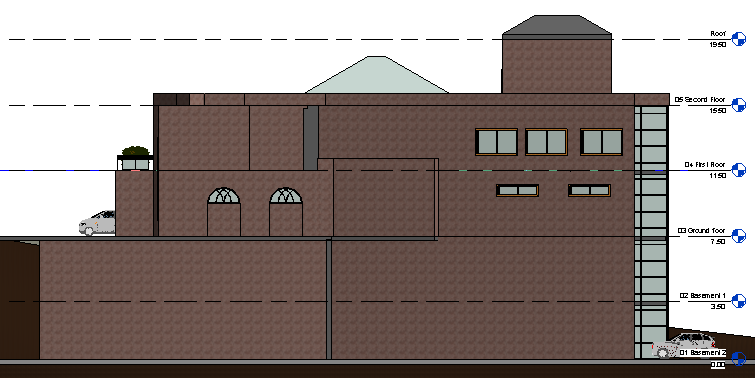 Roof
19.50
05 Second Floor
15.50
04 First Floor
11.50
03 Ground floor
7.50
02 Basement 1
3.50
01 Basement 2
0.00